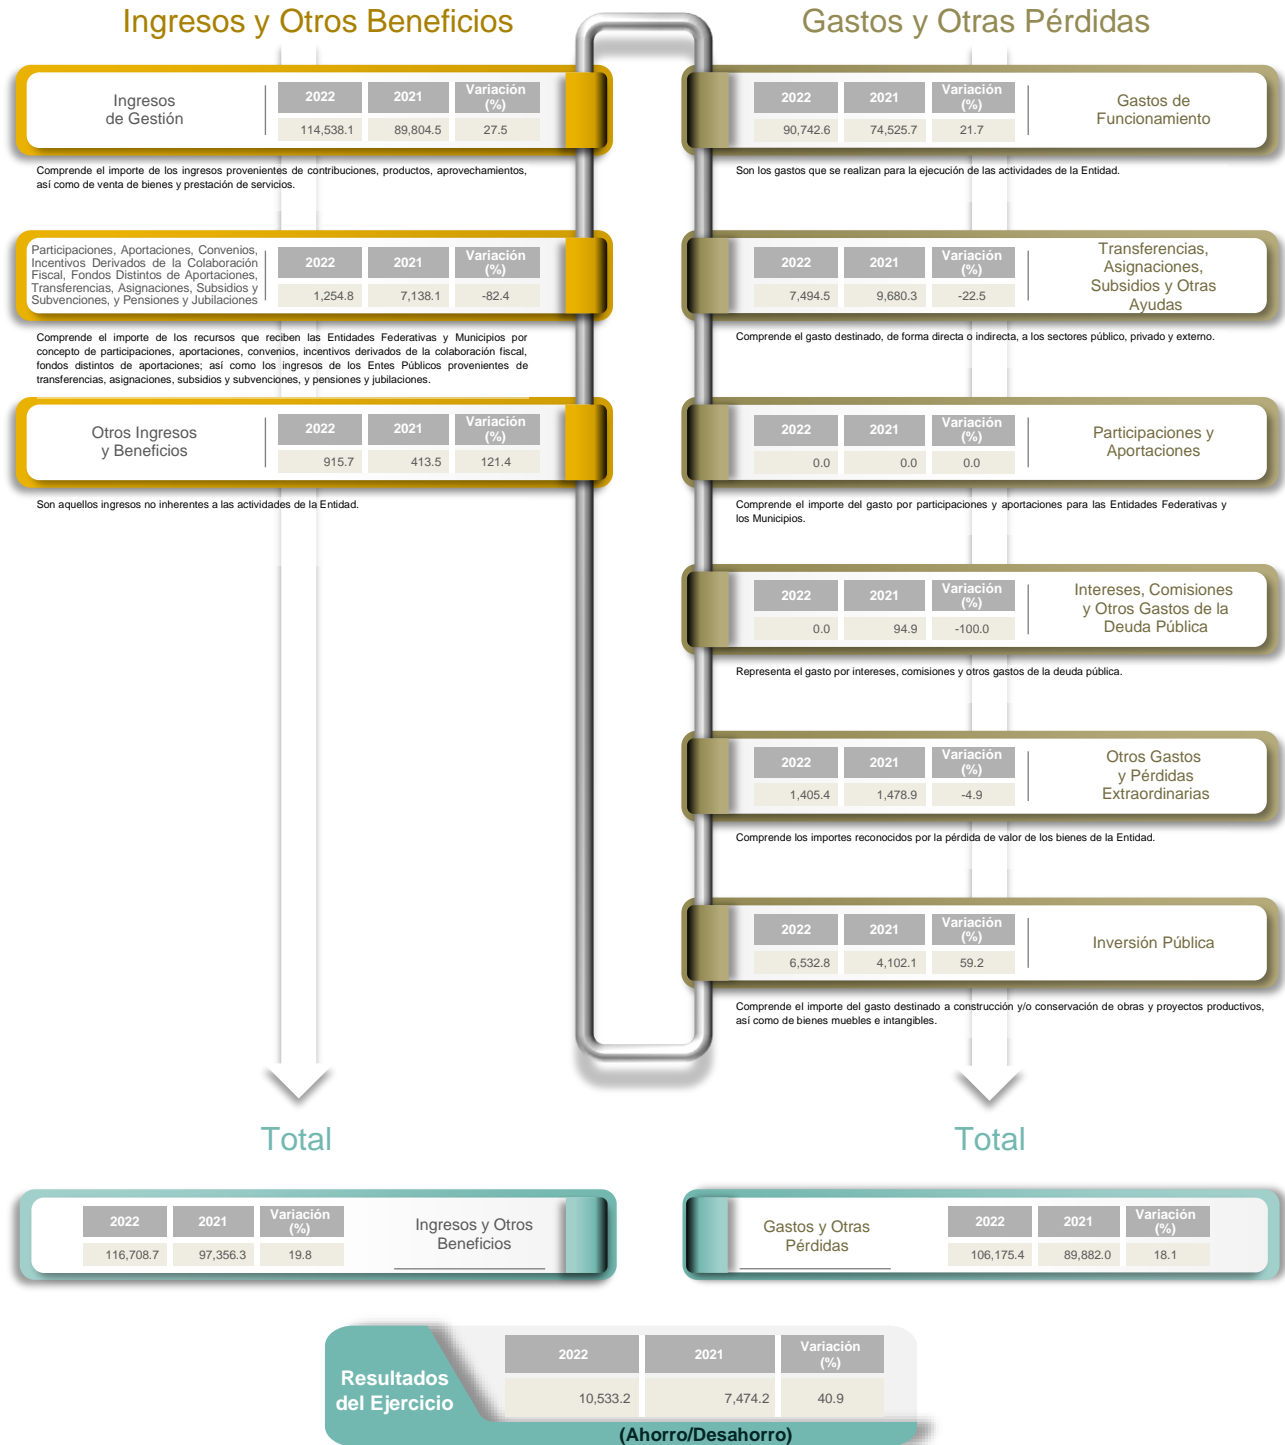 Ingresos y Otros Beneficios
Ingresos
de Gestión
2022 2021 Variación
(%)
114,538.1 89,804.5 27.5
Comprende el importe de los ingresos provenientes de contribuciones, productos, aprovechamientos,
así como de venta de bienes y prestación de servicios.
Participaciones, Aportaciones, Convenios,
Incentivos Derivados de la Colaboración
Fiscal, Fondos Distintos de Aportaciones,
Transferencias, Asignaciones, Subsidios y
Subvenciones, y Pensiones y Jubilaciones
2022 2021 Variación
(%)
1,254.8 7,138.1 -82.4
Comprende el importe de los recursos que reciben las Entidades Federativas y Municipios por
concepto de participaciones, aportaciones, convenios, incentivos derivados de la colaboración fiscal,
fondos distintos de aportaciones; así como los ingresos de los Entes Públicos provenientes de
transferencias, asignaciones, subsidios y subvenciones, y pensiones y jubilaciones.
Otros Ingresos
y Beneficios
2022 2021 Variación
(%)
915.7 413.5 121.4
Son aquellos ingresos no inherentes a las actividades de la Entidad.
Gastos y Otras Pérdidas
2022 2021 Variación
(%)
90,742.6 74,525.7 21.7
Gastos de
Funcionamiento
Son los gastos que se realizan para la ejecución de las actividades de la Entidad.
2022 2021 Variación
(%)
7,494.5 9,680.3 -22.5
Transferencias,
Asignaciones,
Subsidios y Otras
Ayudas
Comprende el gasto destinado, de forma directa o indirecta, a los sectores público, privado y externo.
2022 2021 Variación
(%)
0.0 0.0 0.0
Participaciones y
Aportaciones
Comprende el importe del gasto por participaciones y aportaciones para las Entidades Federativas y
los Municipios.
2022 2021 Variación
(%)
0.0 94.9 -100.0
Intereses, Comisiones
y Otros Gastos de la
Deuda Pública
Representa el gasto por intereses, comisiones y otros gastos de la deuda pública.
2022 2021 Variación
(%)
1,405.4 1,478.9 -4.9
Otros Gastos
y Pérdidas
Extraordinarias
Comprende los importes reconocidos por la pérdida de valor de los bienes de la Entidad.
2022 2021 Variación
(%)
6,532.8 4,102.1 59.2
Inversión Pública
Comprende el importe del gasto destinado a construcción y/o conservación de obras y proyectos productivos,
así como de bienes muebles e intangibles.
Total
2022 2021 Variación
(%)
116,708.7 97,356.3 19.8
Ingresos y Otros
Beneficios
Total
Gastos y Otras
Pérdidas
2022 2021 Variación
(%)
106,175.4 89,882.0 18.1
Resultados
del Ejercicio
2022 2021 Variación
(%)
10,533.2 7,474.2 40.9
(Ahorro/Desahorro)